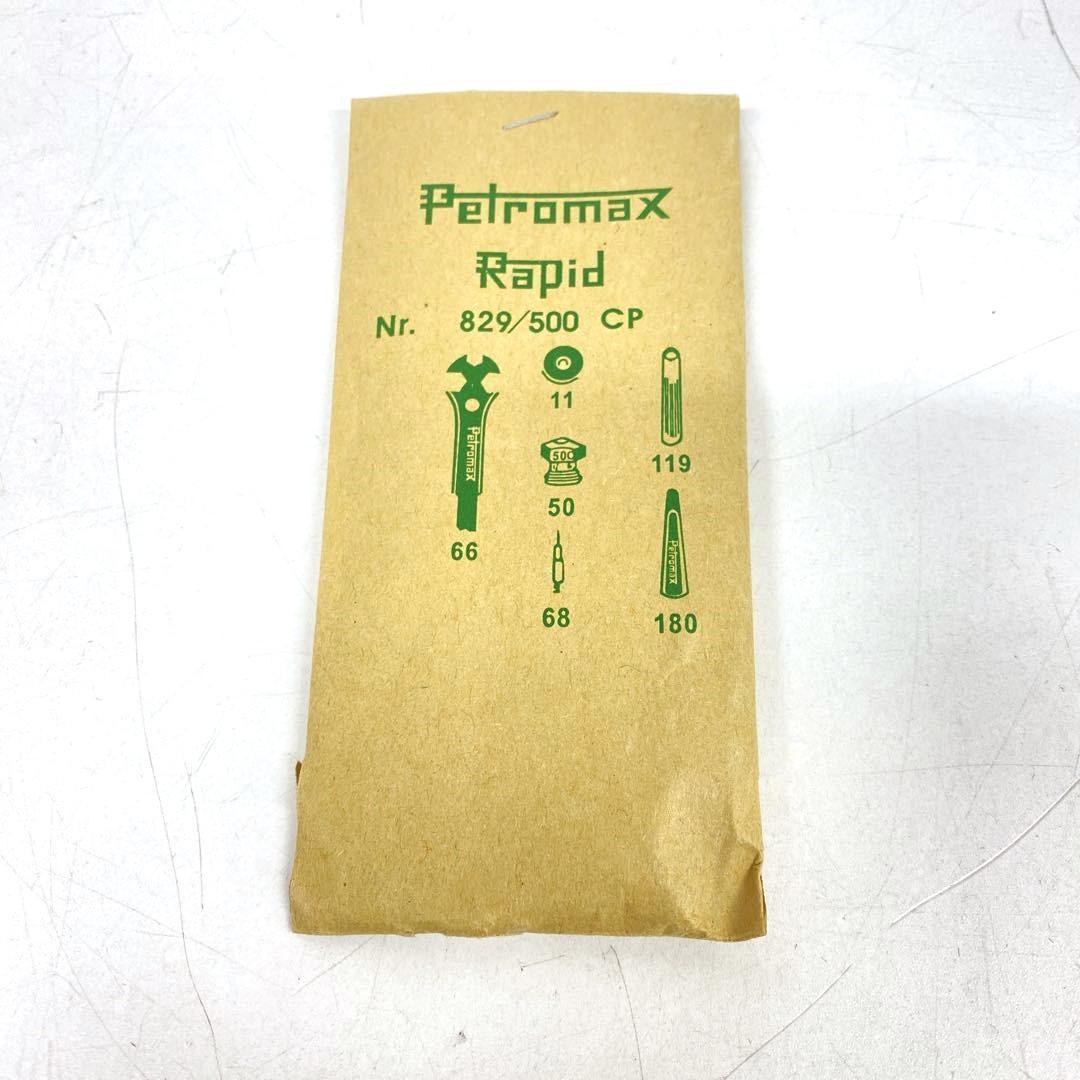 Petromax
Rapid
Nr. 829/500 CP
Petromax
66
11
500
50
68
119
Petromax
180